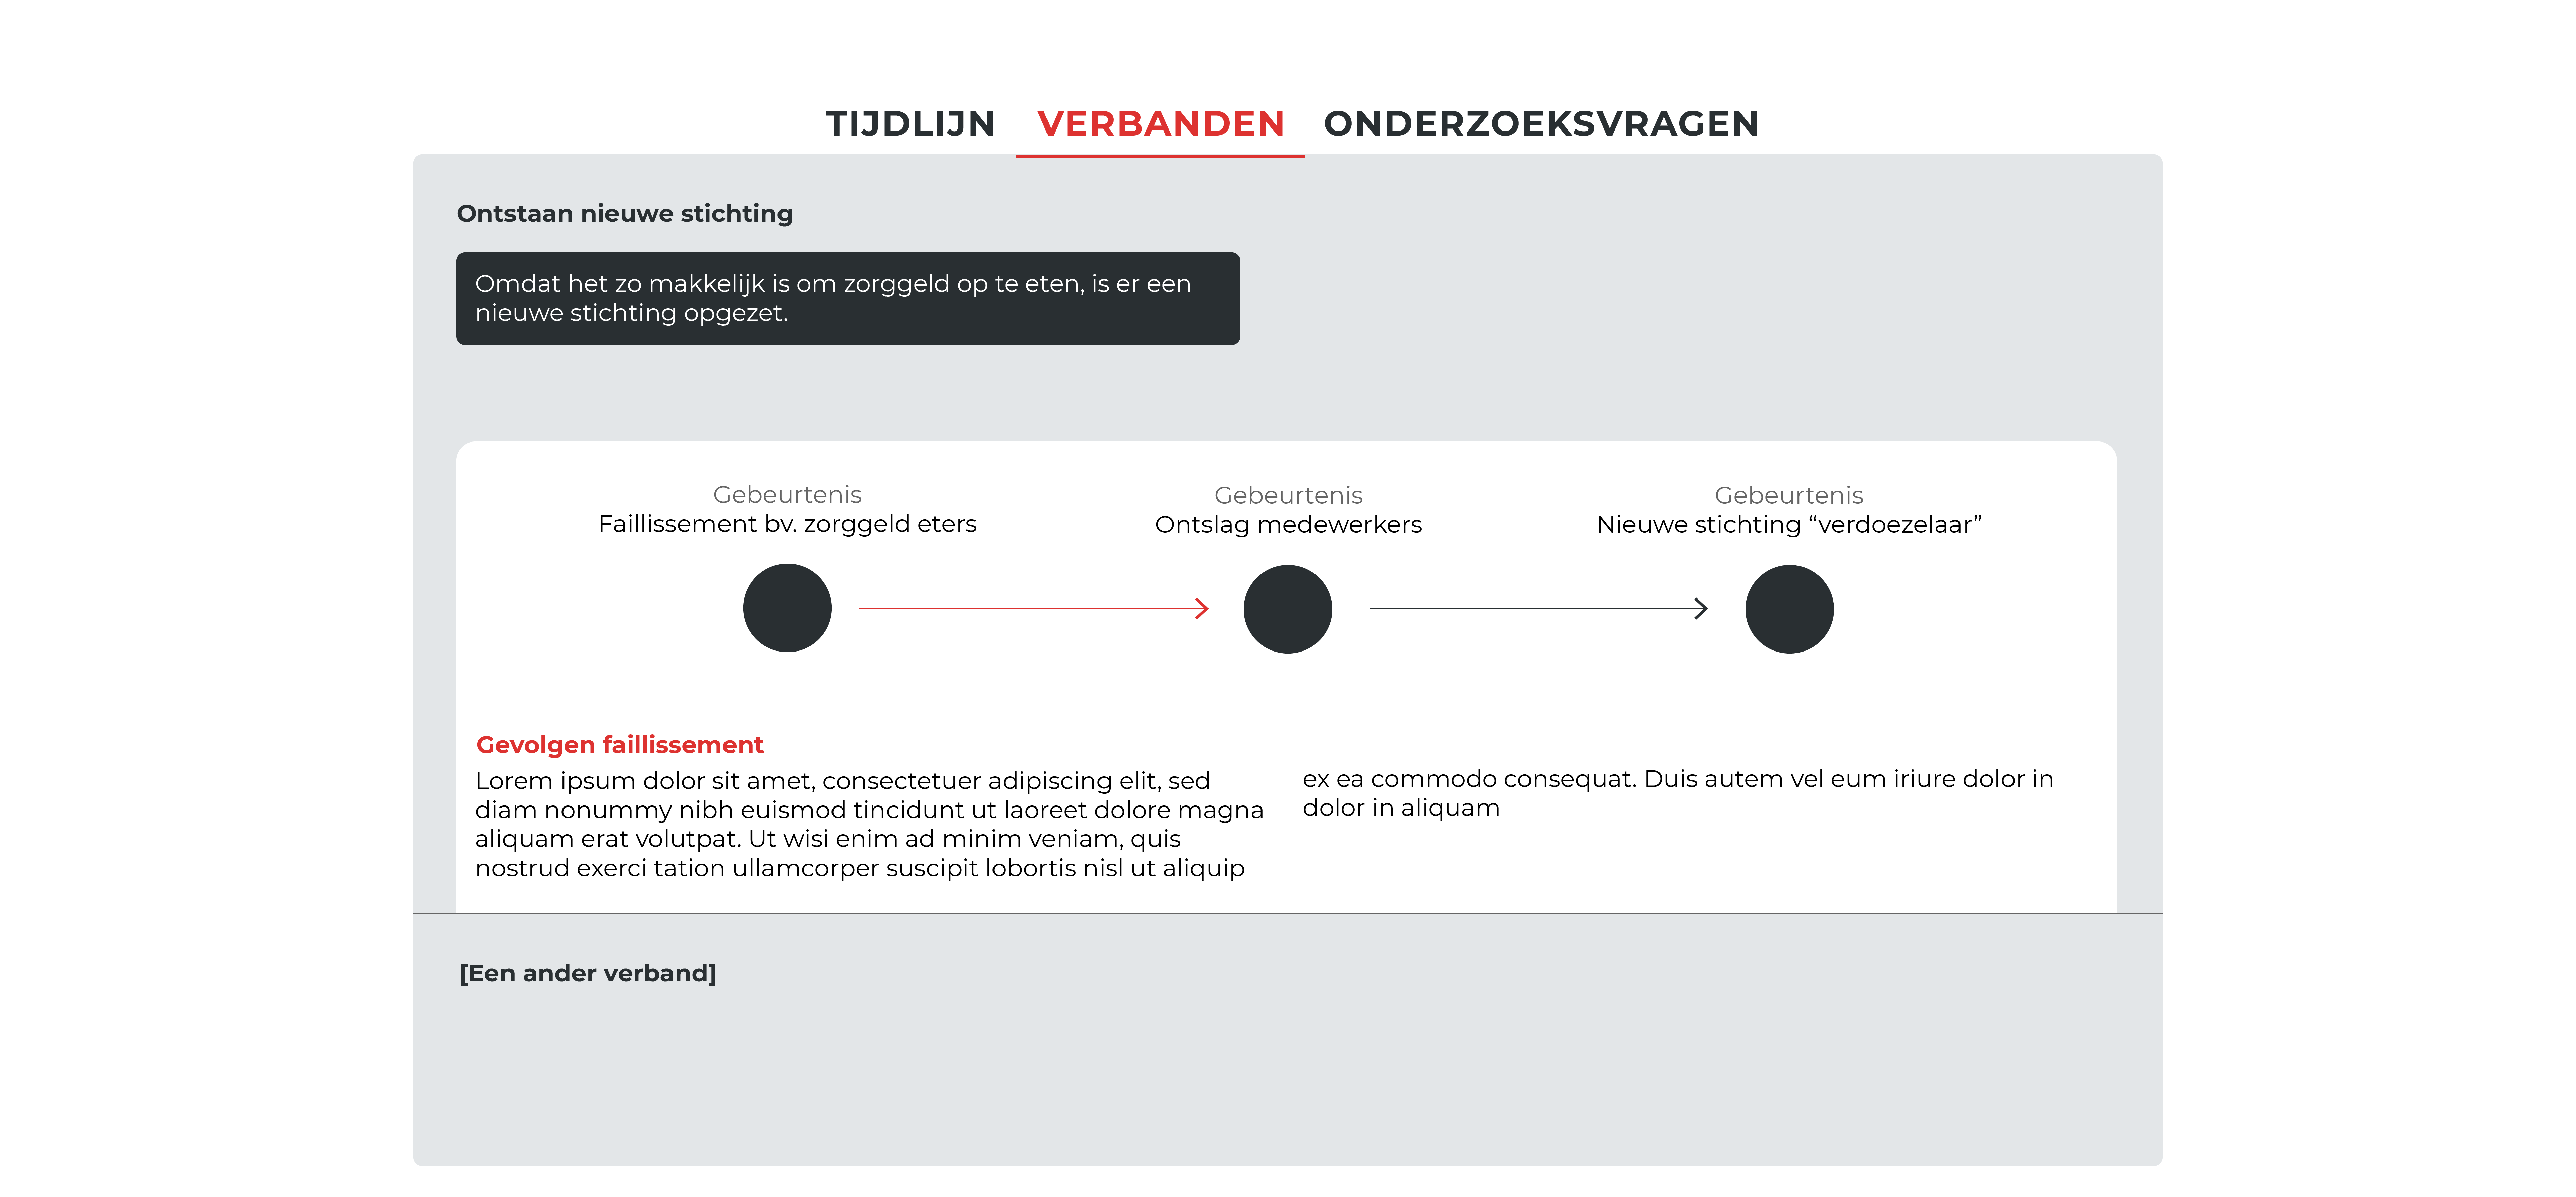 TIJDLIJN VERBANDEN ONDERZOEKSVRAGEN
Ontstaan nieuwe stichting
Omdat het zo makkelijk is om zorggeld op te eten, is er een
nieuwe stichting opgezet.
Gebeurtenis
Faillissement bv. zorggeld eters
Gebeurtenis
Ontslag medewerkers
Gebeurtenis
Nieuwe stichting “verdoezelaar”
Gevolgen faillissement
Lorem ipsum dolor sit amet, consectetuer adipiscing elit, sed
diam nonummy nibh euismod tincidunt ut laoreet dolore magna
aliquam erat volutpat. Ut wisi enim ad minim veniam, quis
nostrud exerci tation ullamcorper suscipit lobortis nisl ut aliquip
ex ea commodo consequat. Duis autem vel eum iriure dolor in
dolor in aliquam
[Een ander verband]